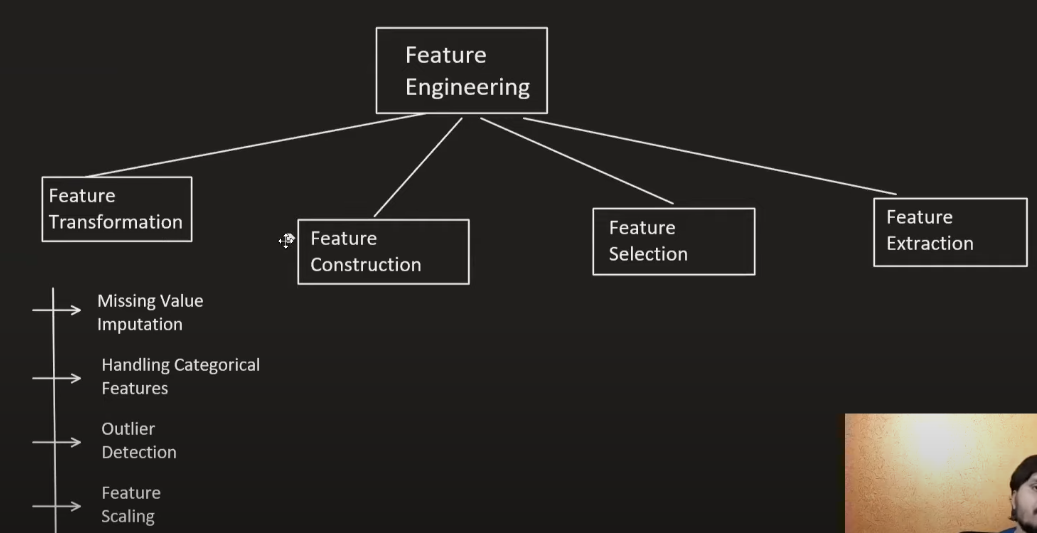 Feature
Engineering
Feature
Transformation
Feature
Construction
Feature
Selection
Feature
Extraction
Missing Value
Imputation
Handling Categorical
Features
Outlier
Detection
Feature
Scaling